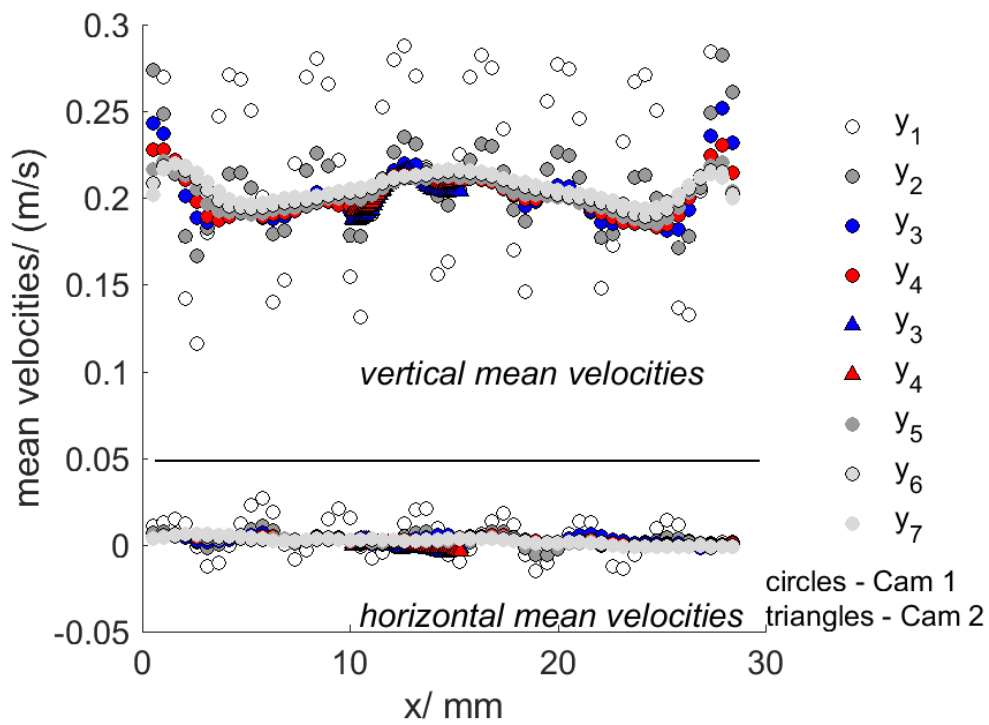 0.3
0.25
0.2
0.15
0.1
0.05
0
-0.05
mean velocities/ (m/s)
vertical mean velocities
horizontal mean velocities
0 10 20 30
x/ mm
y1
y2
y3
y4
y3
y4
y5
y6
y7
circles - Cam 1
triangles - Cam 2